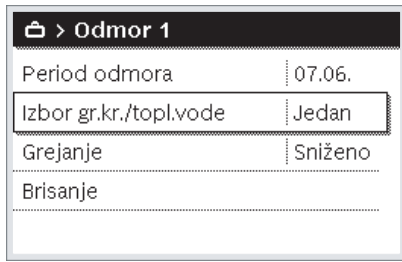 > Odmor 1
Period odmora 07.06.
Izbor gr.kr./topl.vode Jedan
Grejanje Sniženo
Brisanje